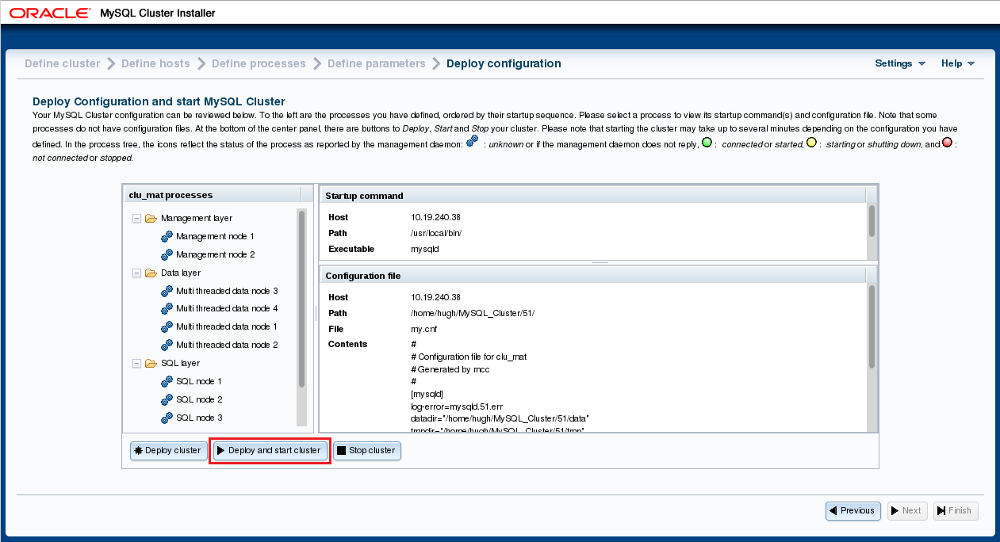 ORACLE® MySQL Cluster Installer
Define cluster Define hosts Define processes Define parameters Deploy configuration Settings Help
Deploy Configuration and start MySQL Cluster
Your MySQL Cluster configuration can be reviewed below. To the left are the processes you have defined, ordered by their startup sequence. Please select a process to view its startup command(s) and configuration file. Note that some
processes do not have configuration files. At the bottom of the center panel, there are buttons to Deploy, Start and Stop your cluster. Please note that starting the cluster may take up to several minutes depending on the configuration you have
defined. In the process tree, the icons reflect the status of the process as reported by the management daemon: : unknown or if the management daemon does not reply, : connected or started, : starting or shutting down, and :
not connected or stopped.
clu_mat processes
Management layer
Management node 1
Management node 2
Data layer
Multi threaded data node 3
Multi threaded data node 4
Multi threaded data node 1
Multi threaded data node 2
SQL layer
SQL node 1
SQL node 2
SQL node 3
Startup command
Host 10.19.240.38
Path /usr/local/bin/
Executable mysqld
Configuration file
Host 10.19.240.38
Path /home/hugh/MySQL_Cluster/51/
File my.cnf
Contents #
# Configuration file for clu_mat
# Generated by mcc
#
[mysqld]
log-error=mysqld.51.err
datadir="/home/hugh/MySQL_Cluster/51/data"
tmpdir="/home/hugh/MySQL_Cluster/51/tmp"
Deploy cluster Deploy and start cluster Stop cluster
Previous Next Finish